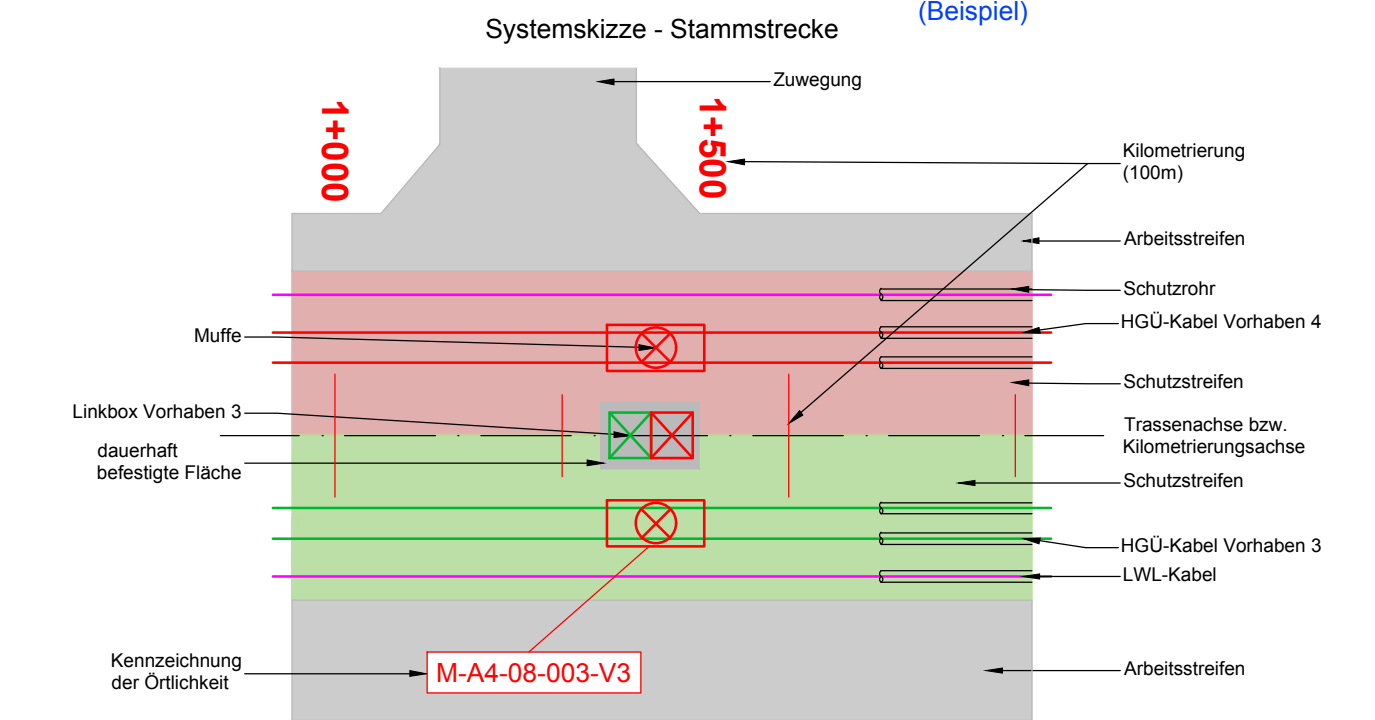 (Beispiel)
Systemskizze - Stammstrecke
Zuwegung
1+000
1+500
Kilometrierung
(100m)
Arbeitsstreifen
Schutzrohr
HGÜ-Kabel Vorhaben 4
Muffe
Schutzstreifen
Linkbox Vorhaben 3
Trassenachse bzw.
Kilometrierungsachse
dauerhaft
befestigte Fläche
Schutzstreifen
HGÜ-Kabel Vorhaben 3
LWL-Kabel
Kennzeichnung
der Örtlichkeit
M-A4-08-003-V3
Arbeitsstreifen